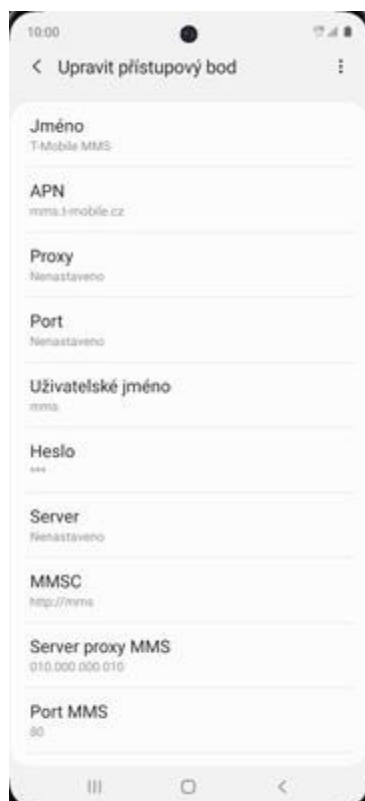 10:00
Upravit přístupový bod
Jméno
T-Mobile MMS
APN
mms.t-mobile.cz
Proxy
Nenastaveno
Port
Nenastaveno
Uživatelské jméno
mms
Heslo
***
Server
Nenastaveno
MMSC
http://mms
Server proxy MMS
010.000.000.010
Port MMS
80